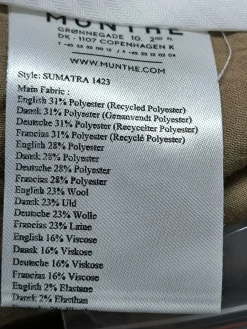 MUNTHE
GRØNNEGADE 10, 2ND FL
DK - 1107 COPENHAGEN K
WWW.MUNTHE.COM
Style: SUMATRA 1423
Main Fabric :
English 31% Polyester (Recycled Polyester)
Dansk 31% Polyester (Genanvendt Polyester)
Deutsche 31% Polyester (Recycelter Polyester)
Francias 31% Polyester (Recyclé Polyester)
English 28% Polyester
Dansk 28% Polyester
Deutsche 28% Polyester
Francias 28% Polyester
English 23% Wool
Dansk 23% Uld
Deutsche 23% Wolle
Francias 23% Laine
English 16% Viscose
Dansk 16% Viskose
Deutsche 16% Viskose
Francias 16% Viscose
English 2% Elastane
Dansk 2% Elasthan